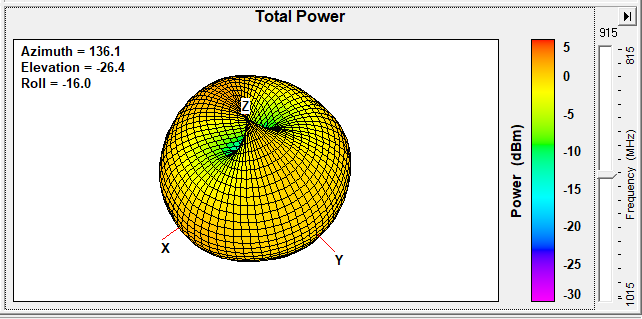 Total Power
915
Azimuth = 136.1
Elevation = -26.4
Roll = -16.0
Z
X
Y
Power (dBm)
5
0
-5
-10
-15
-20
-25
-30
815
Frequency (MHz)
1015